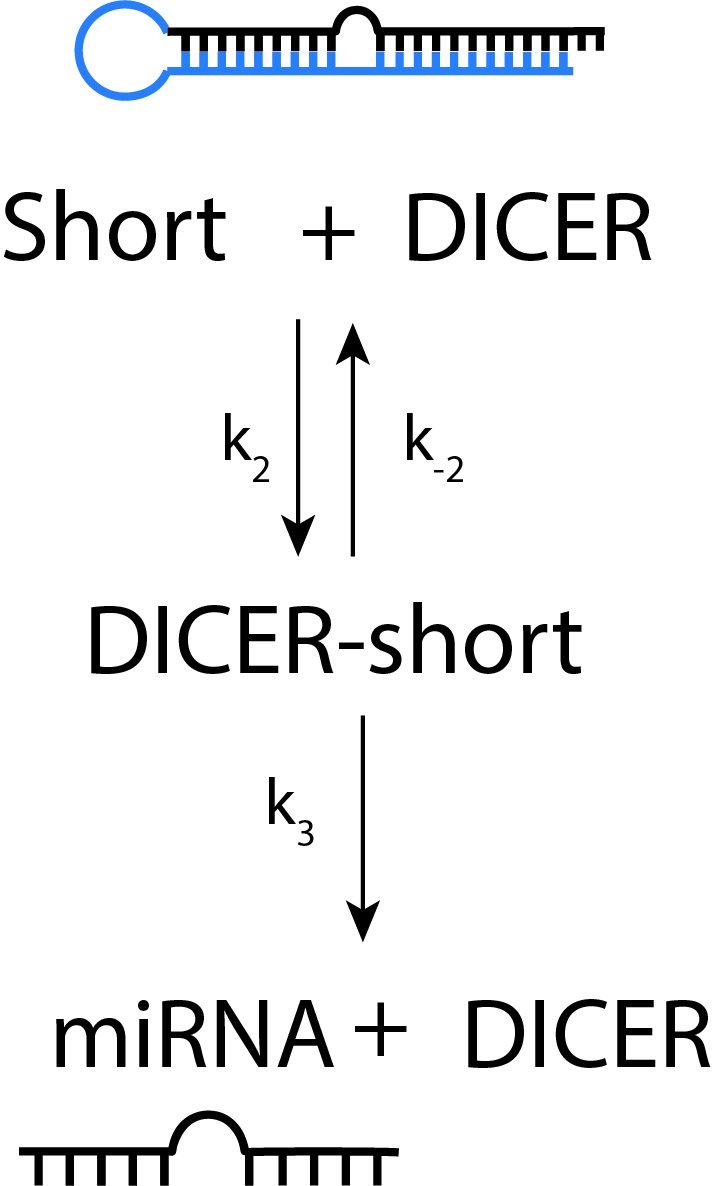 Short + DICER
k2 k-2
DICER-short
k3
miRNA + DICER